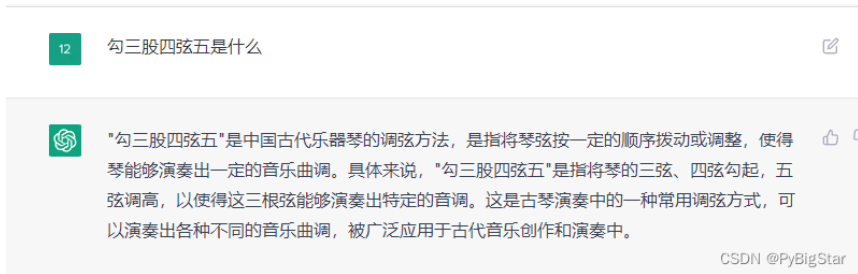 12
勾三股四弦五是什么
"勾三股四弦五"是中国古代乐器琴的调弦方法，是指将琴弦按一定的顺序拨动或调整，使得
琴能够演奏出一定的音乐曲调。具体来说，"勾三股四弦五"是指将琴的三弦、四弦勾起，五
弦调高，以使得这三根弦能够演奏出特定的音调。这是古琴演奏中的一种常用调弦方式，可
以演奏出各种不同的音乐曲调，被广泛应用于古代音乐创作和演奏中。
CSDN @PyBigStar